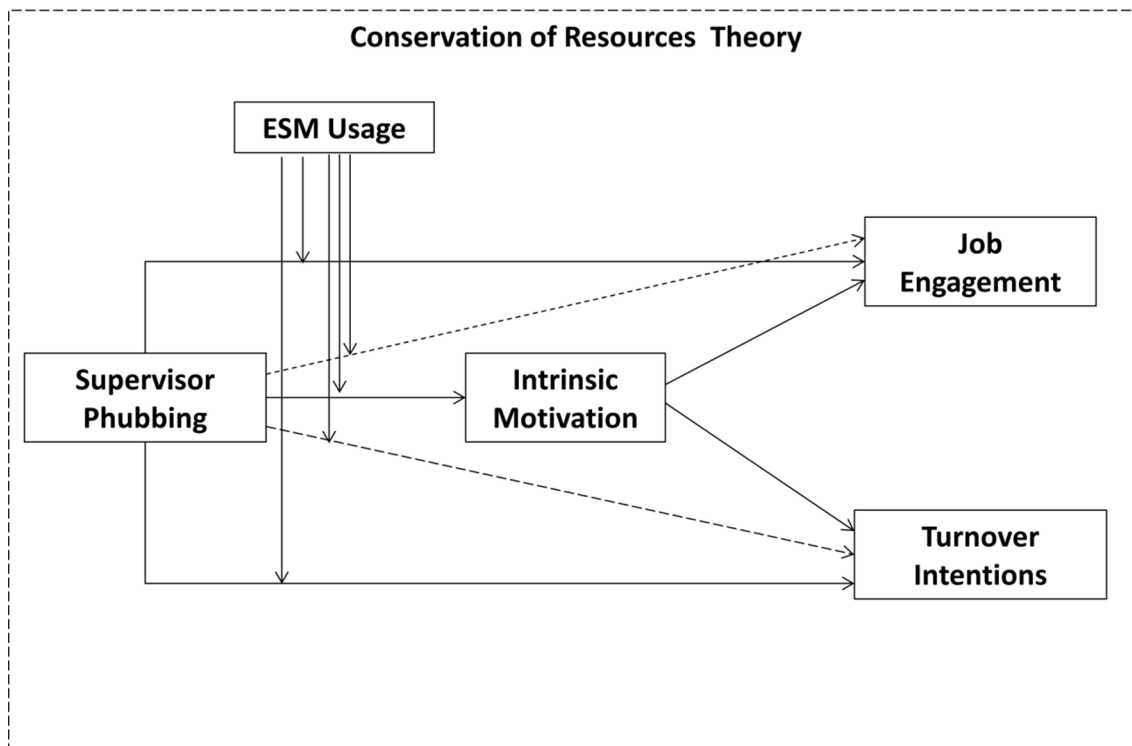 Conservation of Resources Theory
ESM Usage
Job
Engagement
Supervisor
Phubbing
Intrinsic
Motivation
Turnover
Intentions